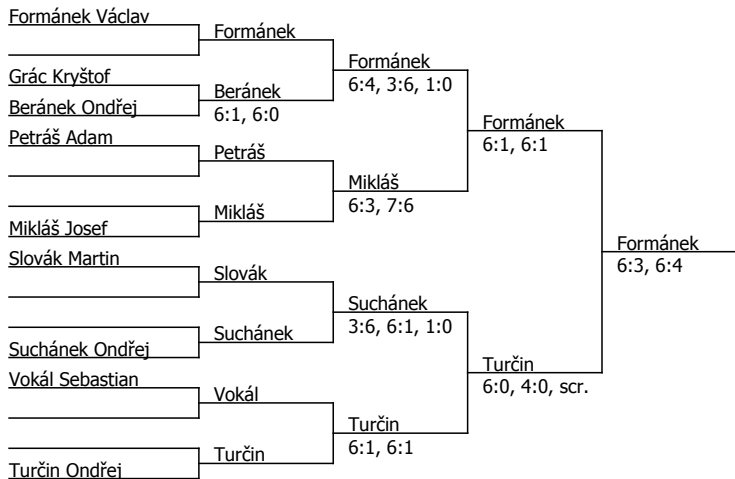 Formánek Václav
Grác Kryštof
Beránek Ondřej
Petráš Adam
Mikláš Josef
Slovák Martin
Suchánek Ondřej
Vokál Sebastian
Turčin Ondřej
Formánek
Beránek
6:1, 6:0
Petráš
Mikláš
Slovák
Suchánek
Vokál
Turčin
Formánek
6:4, 3:6, 1:0
Mikláš
6:3, 7:6
Suchánek
3:6, 6:1, 1:0
Turčin
6:1, 6:1
Formánek
6:1, 6:1
Turčin
6:0, 4:0, scr.
Formánek
6:3, 6:4